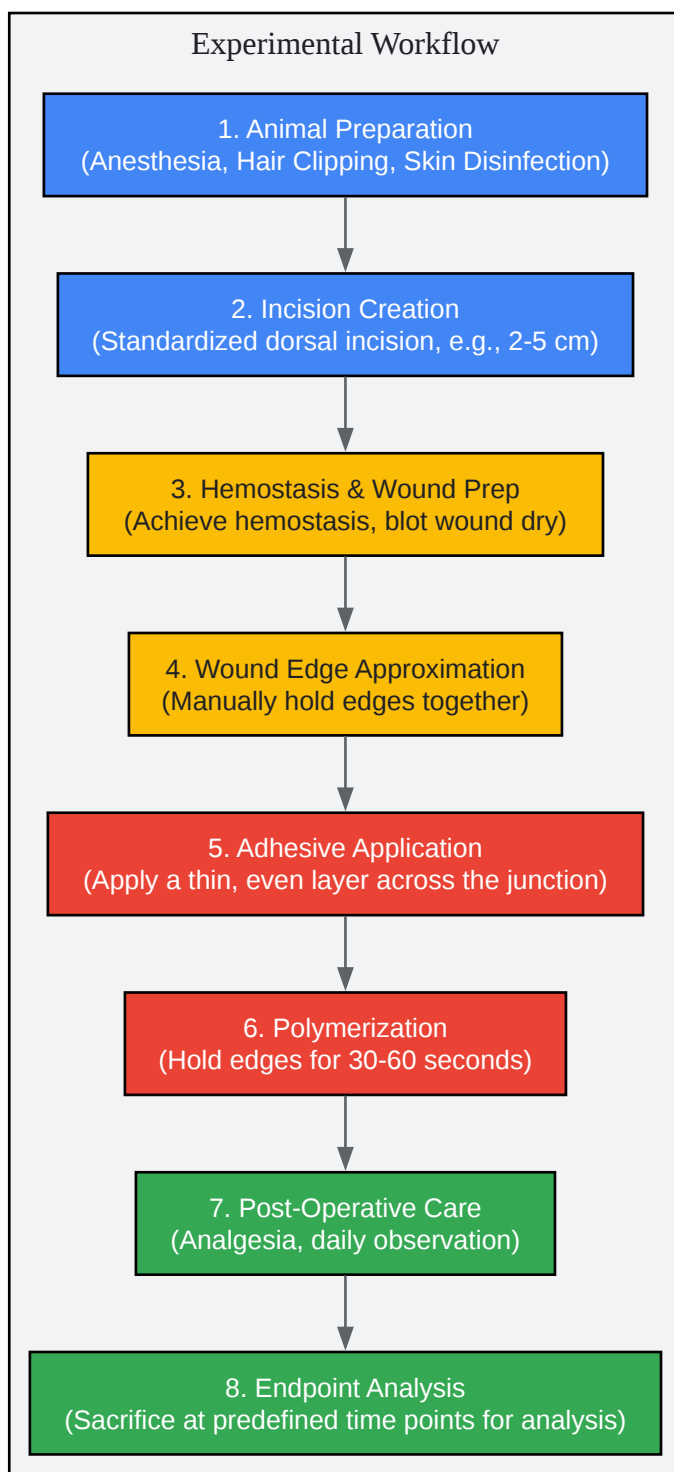 Experimental Workflow
1. Animal Preparation
(Anesthesia, Hair Clipping, Skin Disinfection)
2. Incision Creation
(Standardized dorsal incision, e.g., 2-5 cm)
3. Hemostasis & Wound Prep
(Achieve hemostasis, blot wound dry)
4. Wound Edge Approximation
(Manually hold edges together)
5. Adhesive Application
(Apply a thin, even layer across the junction)
6. Polymerization
(Hold edges for 30-60 seconds)
7. Post-Operative Care
(Analgesia, daily observation)
8. Endpoint Analysis
(Sacrifice at predefined time points for analysis)